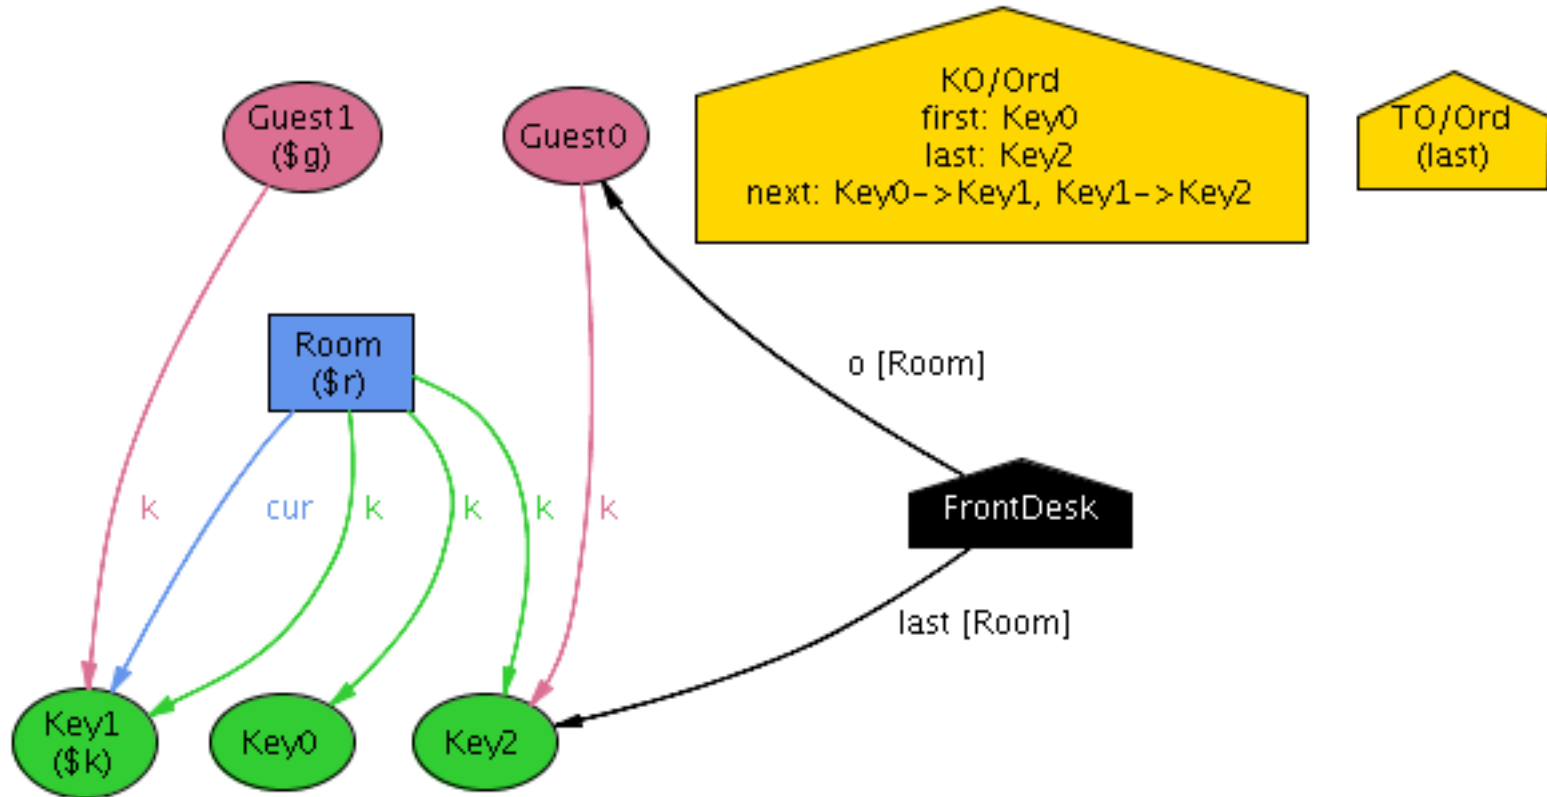 Guest1
($g)
Guest0
KO/Ord
first: Key0
last: Key2
next: Key0->Key1, Key1->Key2
TO/Ord
(last)
Room
($r)
o [Room]
k
cur
k
k
k
k
FrontDesk
last [Room]
Key1
($k)
Key0
Key2